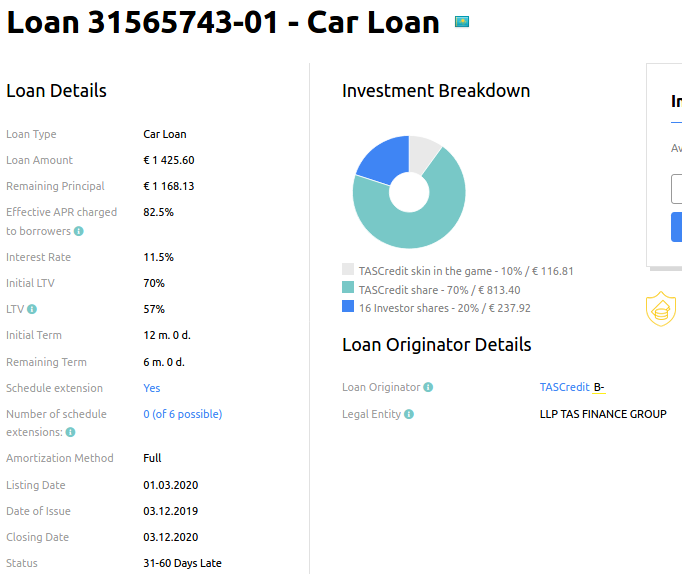 Loan 31565743-01 - Car Loan
Loan Details
Loan Type Car Loan
Loan Amount € 1 425.60
Remaining Principal € 1 168.13
Effective APR charged
to borrowers 82.5%
Interest Rate 11.5%
Initial LTV 70%
LTV 57%
Initial Term 12 m. 0 d.
Remaining Term 6 m. 0 d.
Schedule extension Yes
Number of schedule
extensions: 0 (of 6 possible)
Amortization Method Full
Listing Date 01.03.2020
Date of Issue 03.12.2019
Closing Date 03.12.2020
Status 31-60 Days Late
Investment Breakdown
TASCredit skin in the game - 10% / € 116.81
TASCredit share - 70% / € 813.40
16 Investor shares - 20% / € 237.92
Loan Originator Details
Loan Originator TASCredit B-
Legal Entity LLP TAS FINANCE GROUP